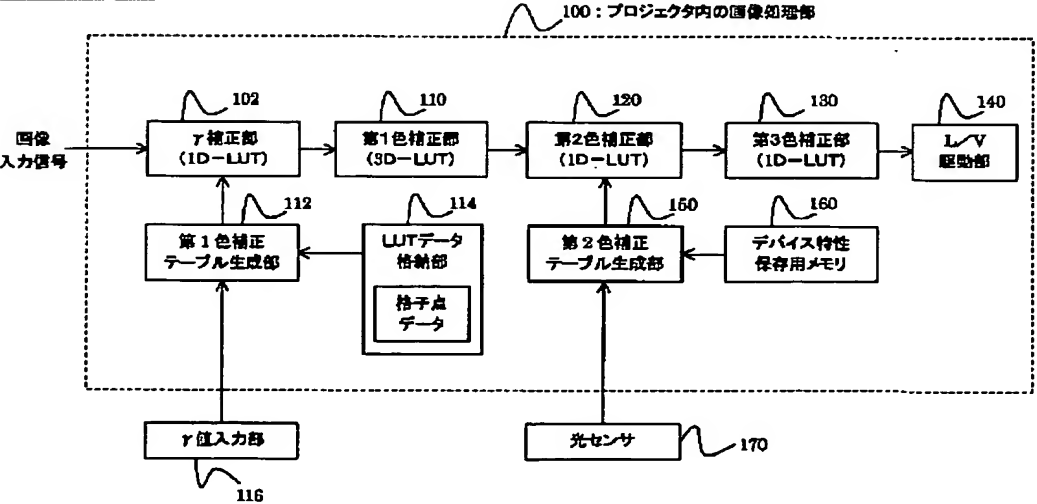 100：プロジェクタ内の画像処理部
画像
入力信号
102
γ補正部
(1D-LUT)
110
第1色補正部
(3D-LUT)
120
第2色補正部
(1D-LUT)
130
第3色補正部
(1D-LUT)
140
L／V
駆動部
112
第1色補正
テーブル生成部
114
LUTデータ
格納部
格子点
データ
150
第2色補正
テーブル生成部
160
デバイス特性
保存用メモリ
γ値入力部
116
光センサ
170